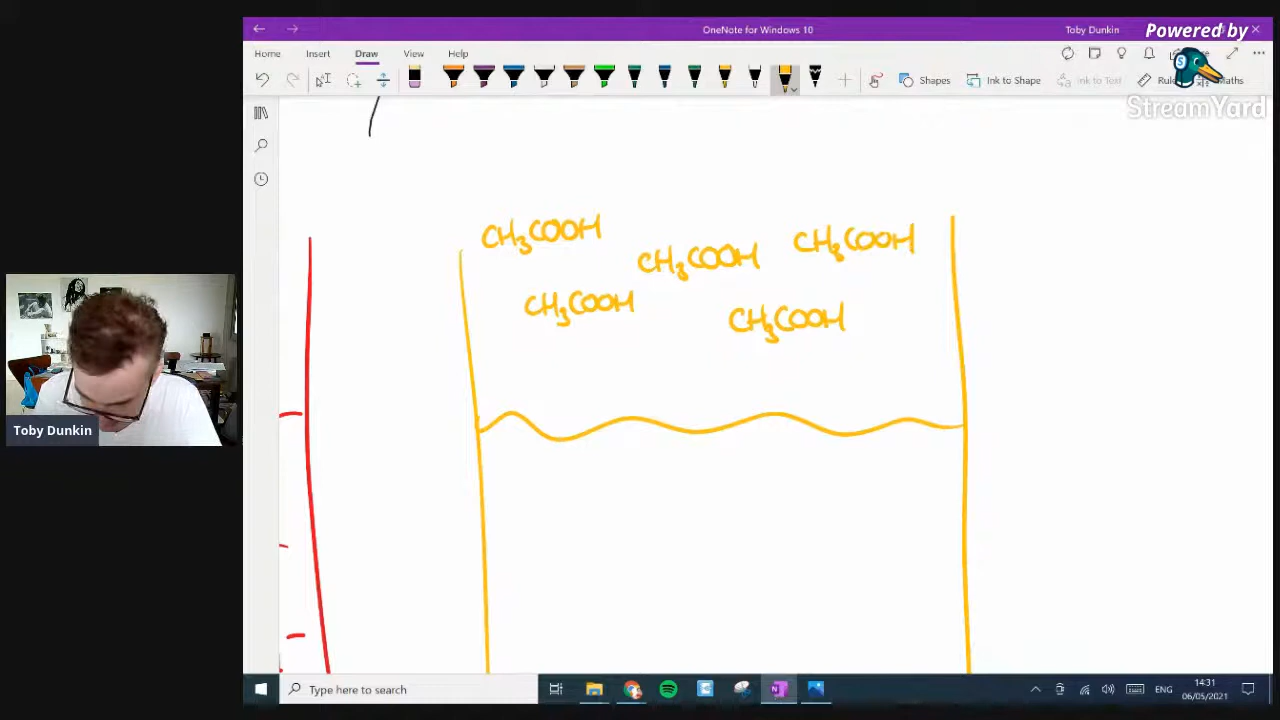 OneNote for Windows 10
Toby Dunkin
Powered by
StreamYard
Home Insert Draw View Help
Shapes Ink to Shape Ink to Text Maths
CH₃COOH
CH₃COOH
CH₃COOH
CH₃COOH
CH₃COOH
Toby Dunkin
Type here to search
ENG
14:31
06/05/2021